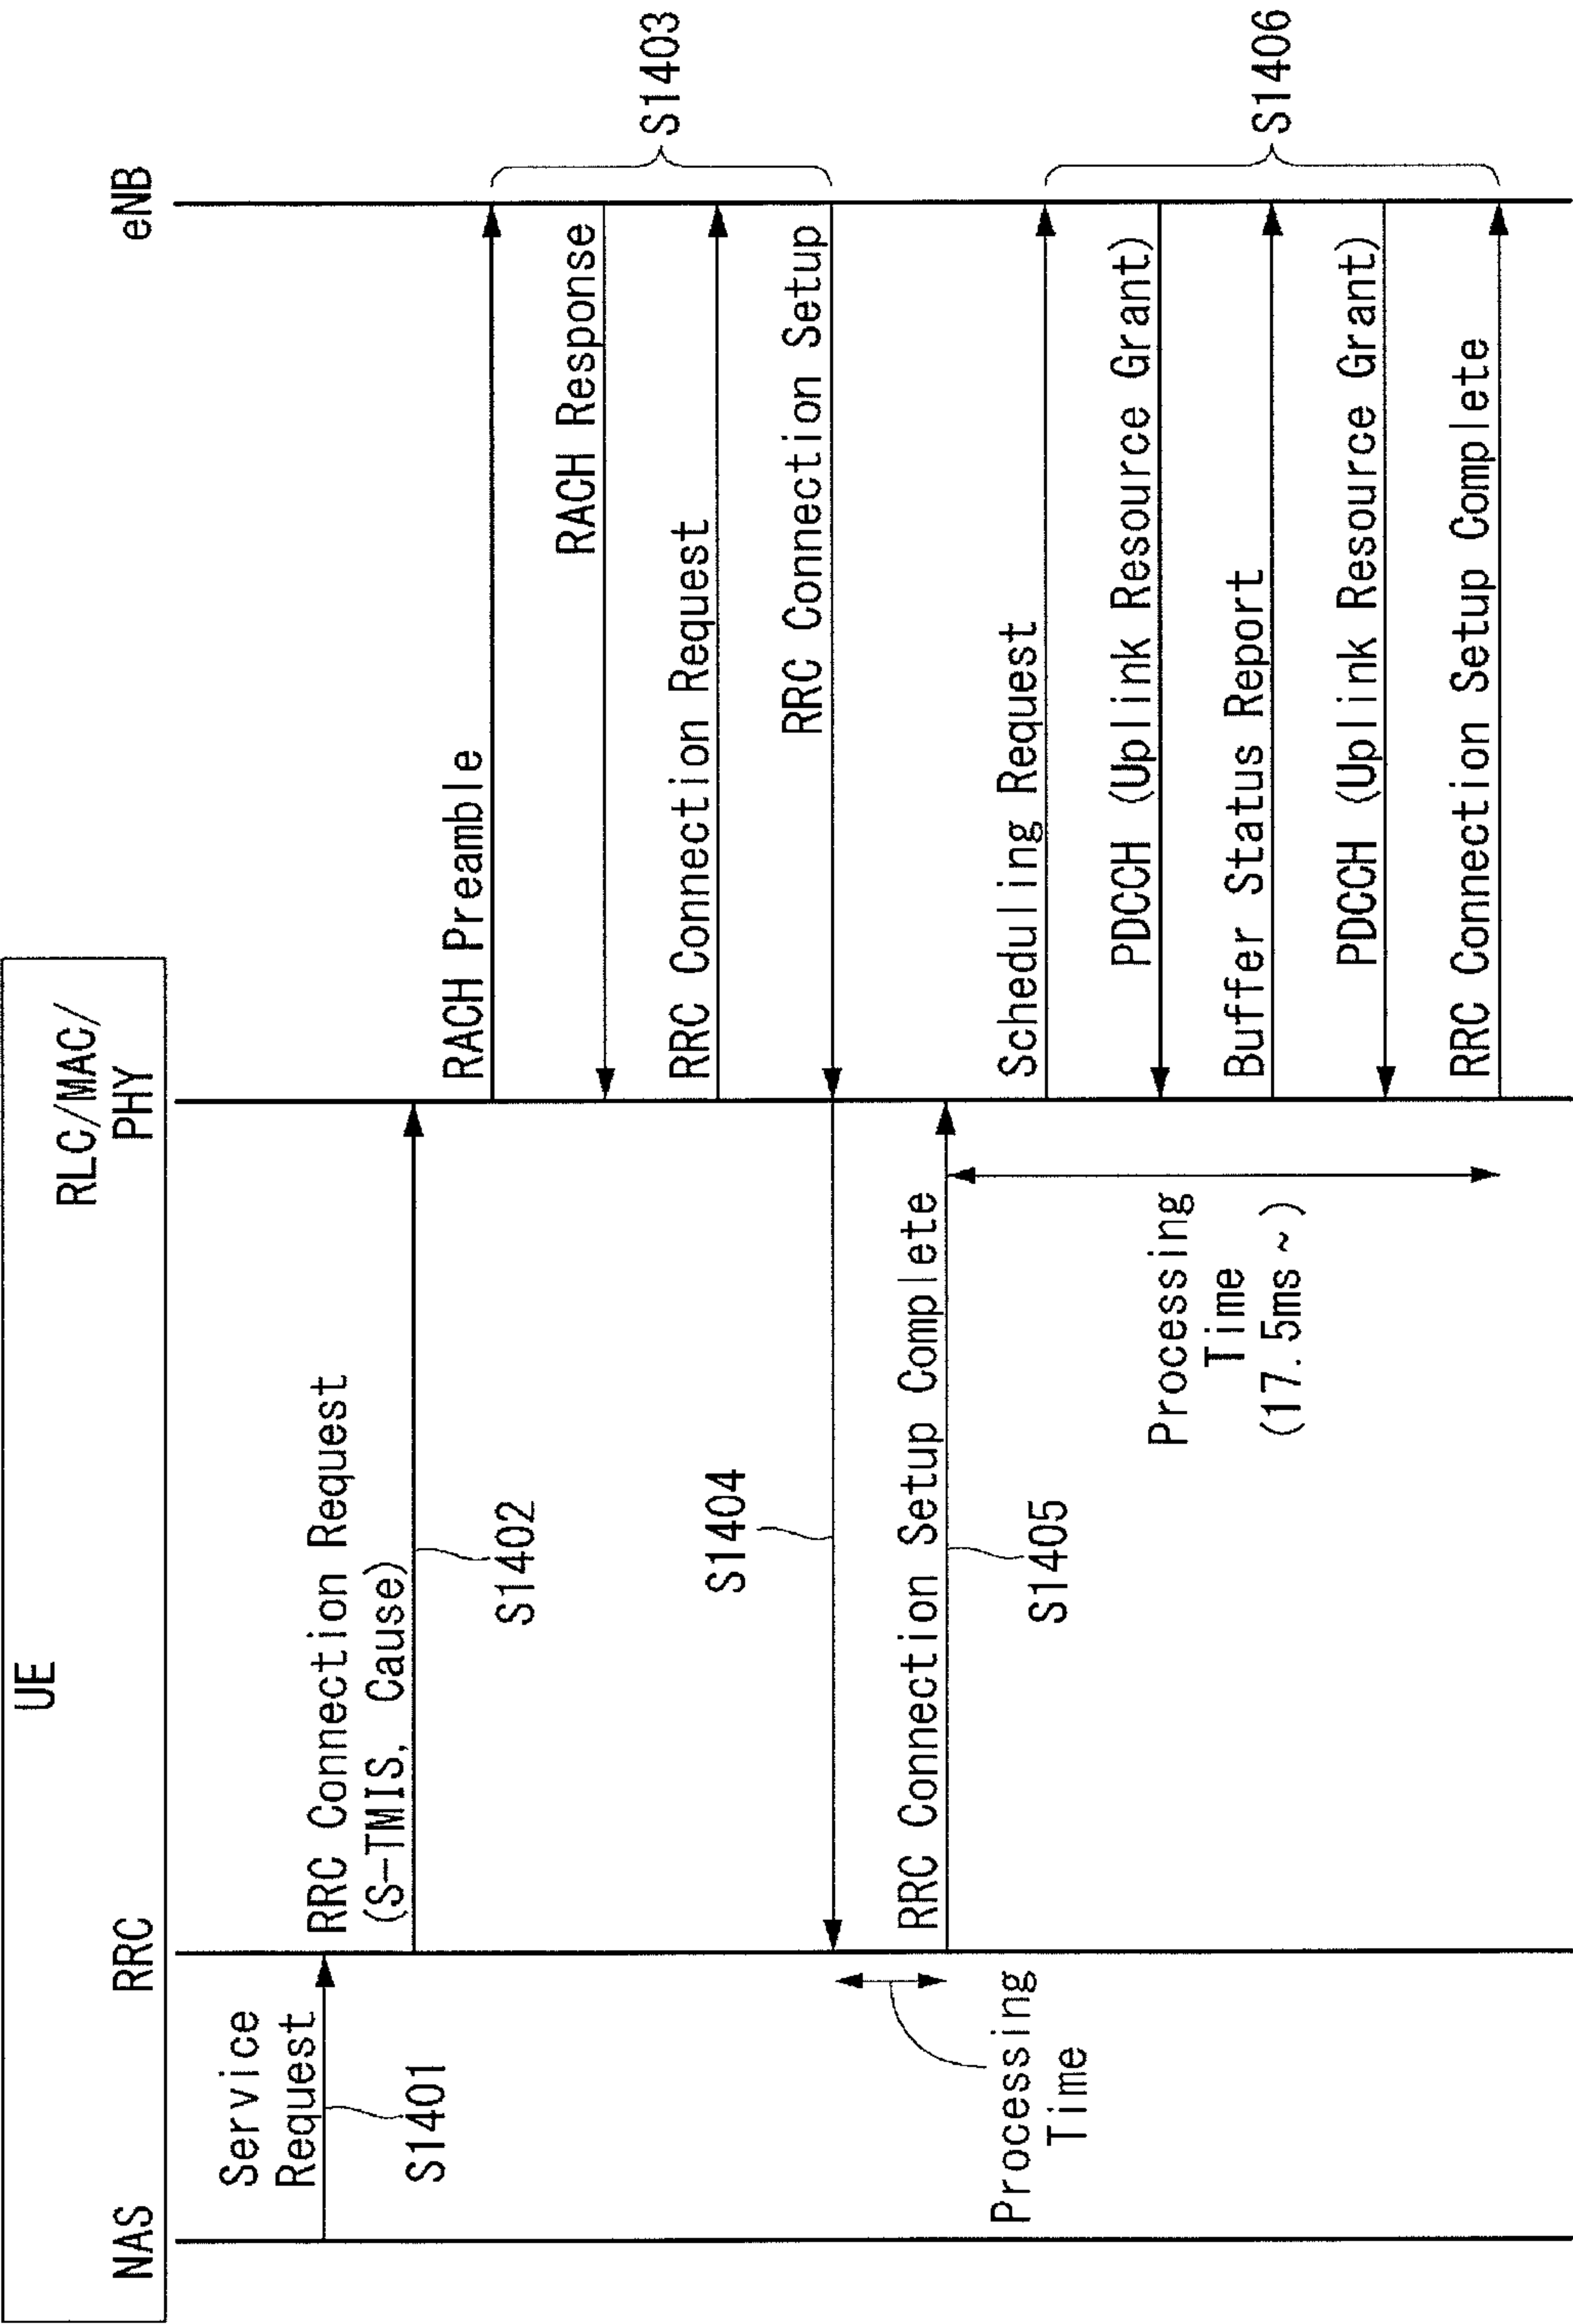 UE
NAS
RRC
RLC/MAC/
PHY
eNB
Service
Request
S1401
RRC Connection Request
(S-TMIS, Cause)
S1402
RACH Preamble
RACH Response
RRC Connection Request
RRC Connection Setup
S1403
S1404
RRC Connection Setup Complete
S1405
Processing
Time
Processing
Time
(17.5ms ~)
Scheduling Request
PDCCH (Uplink Resource Grant)
Buffer Status Report
PDCCH (Uplink Resource Grant)
RRC Connection Setup Complete
S1406